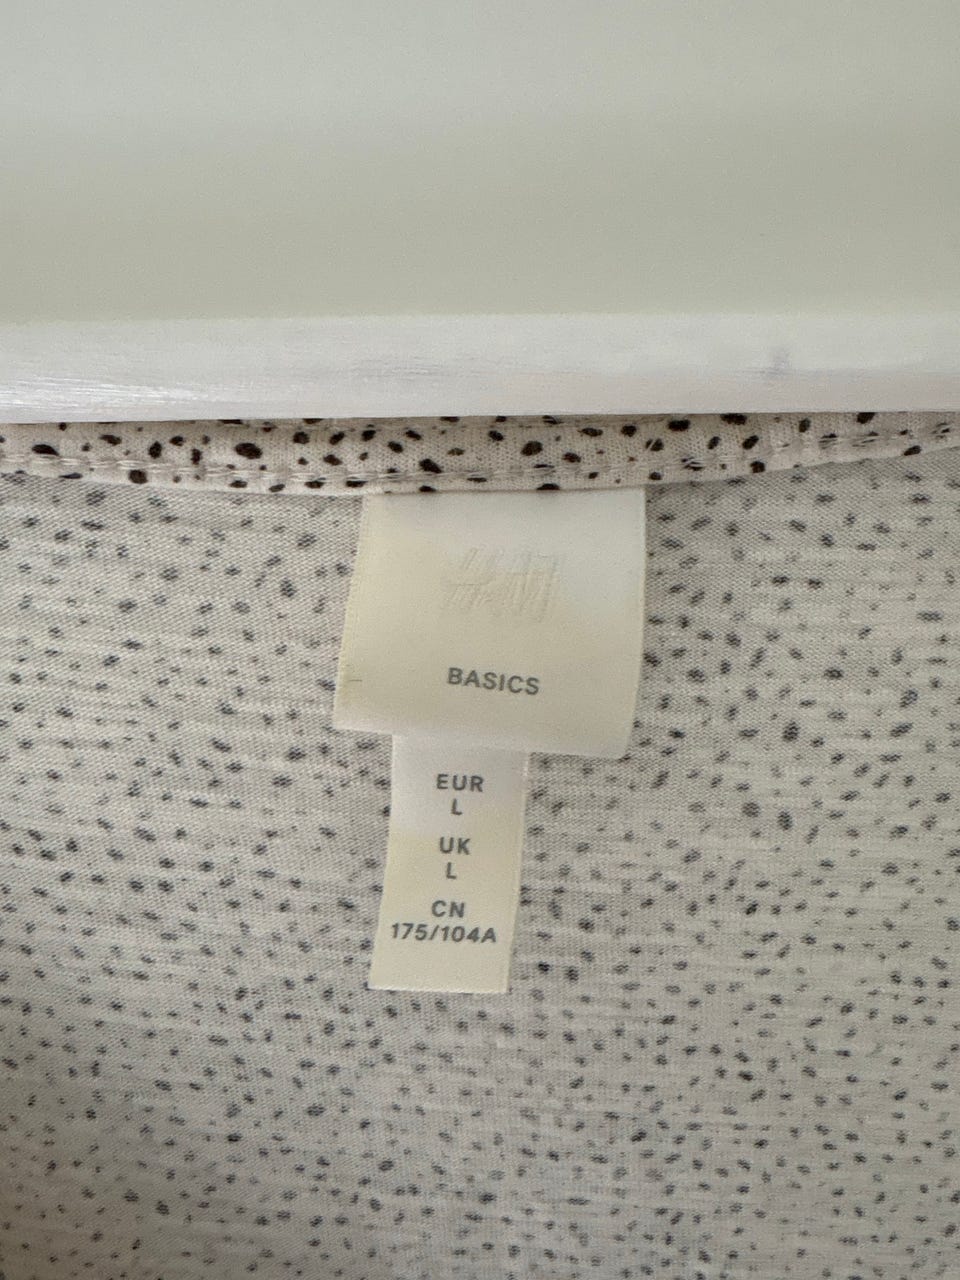 H&M
BASICS
EUR
L
UK
L
CN
175/104A